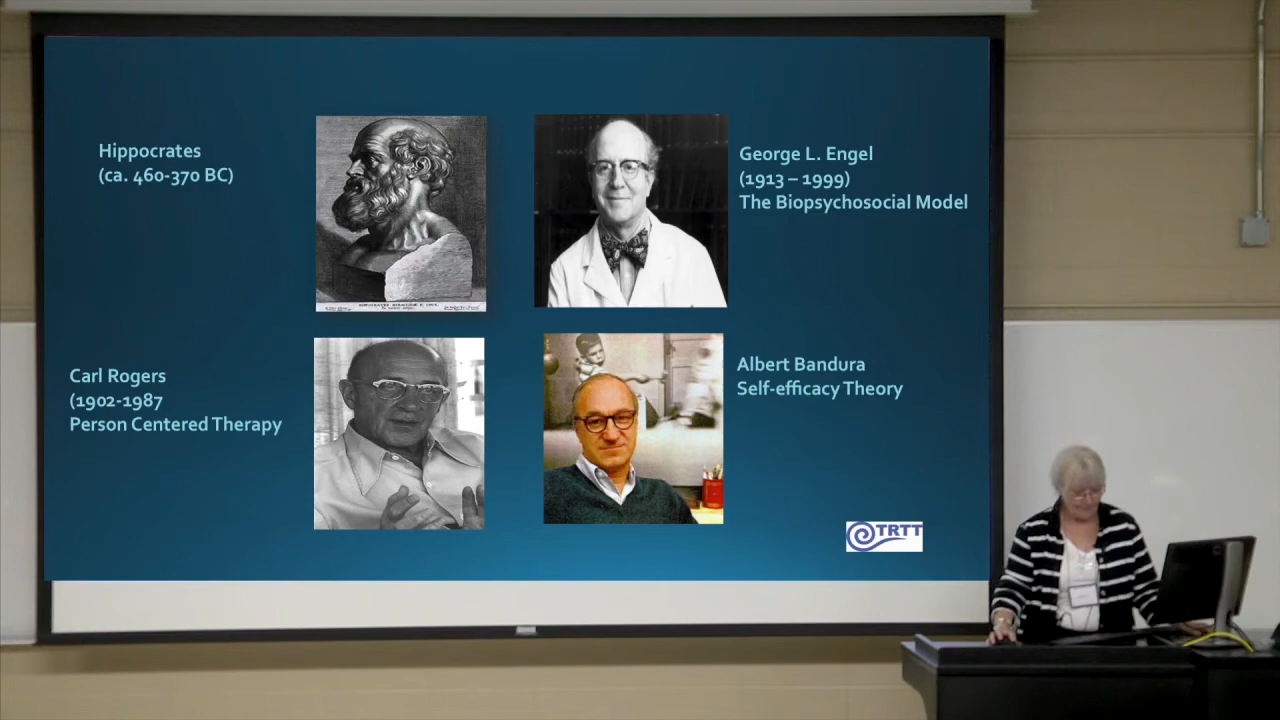 Hippocrates
(ca. 460-370 BC)
George L. Engel
(1913 – 1999)
The Biopsychosocial Model
Carl Rogers
(1902-1987
Person Centered Therapy
Albert Bandura
Self-efficacy Theory
TRTT